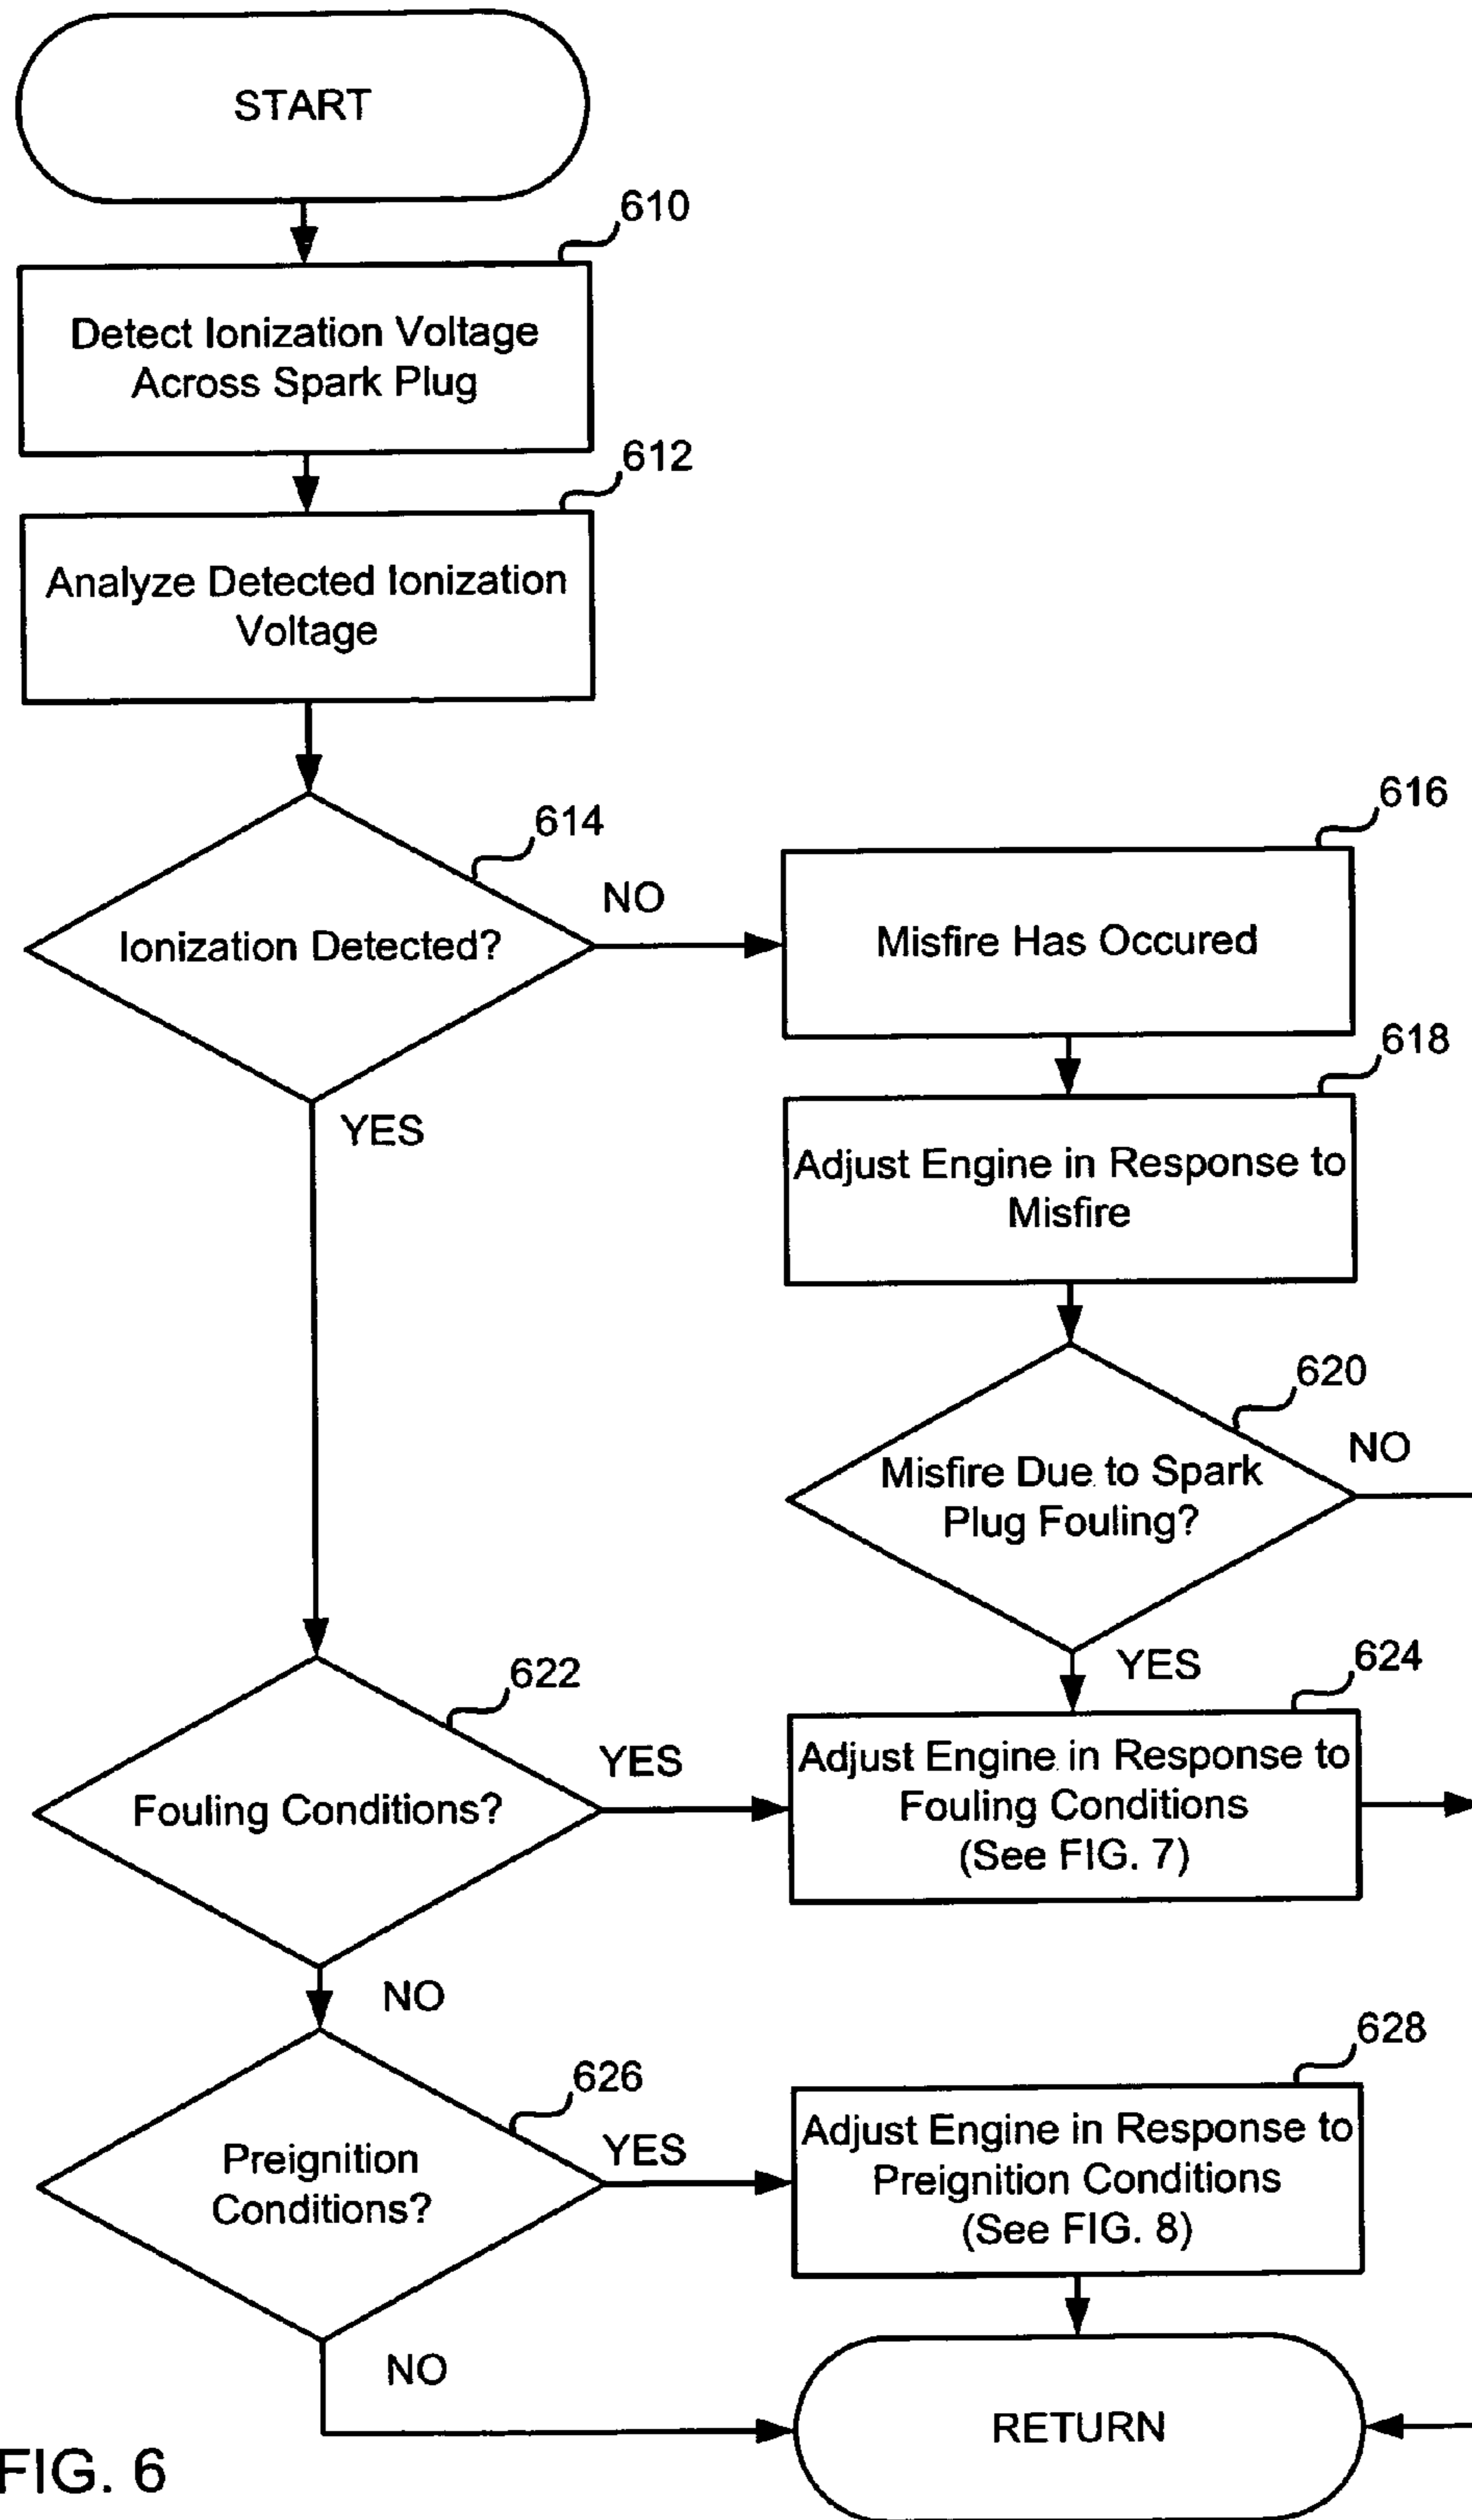 START
610
Detect Ionization Voltage
Across Spark Plug
612
Analyze Detected Ionization
Voltage
614
Ionization Detected?
NO
YES
616
Misfire Has Occured
618
Adjust Engine in Response to
Misfire
620
Misfire Due to Spark
Plug Fouling?
NO
YES
622
Fouling Conditions?
YES
NO
624
Adjust Engine in Response to
Fouling Conditions
(See FIG. 7)
626
Preignition
Conditions?
YES
NO
628
Adjust Engine in Response to
Preignition Conditions
(See FIG. 8)
RETURN
FIG. 6